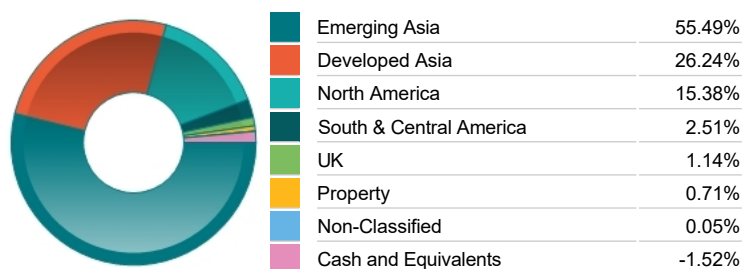 Emerging Asia 55.49%
Developed Asia 26.24%
North America 15.38%
South & Central America 2.51%
UK 1.14%
Property 0.71%
Non-Classified 0.05%
Cash and Equivalents -1.52%